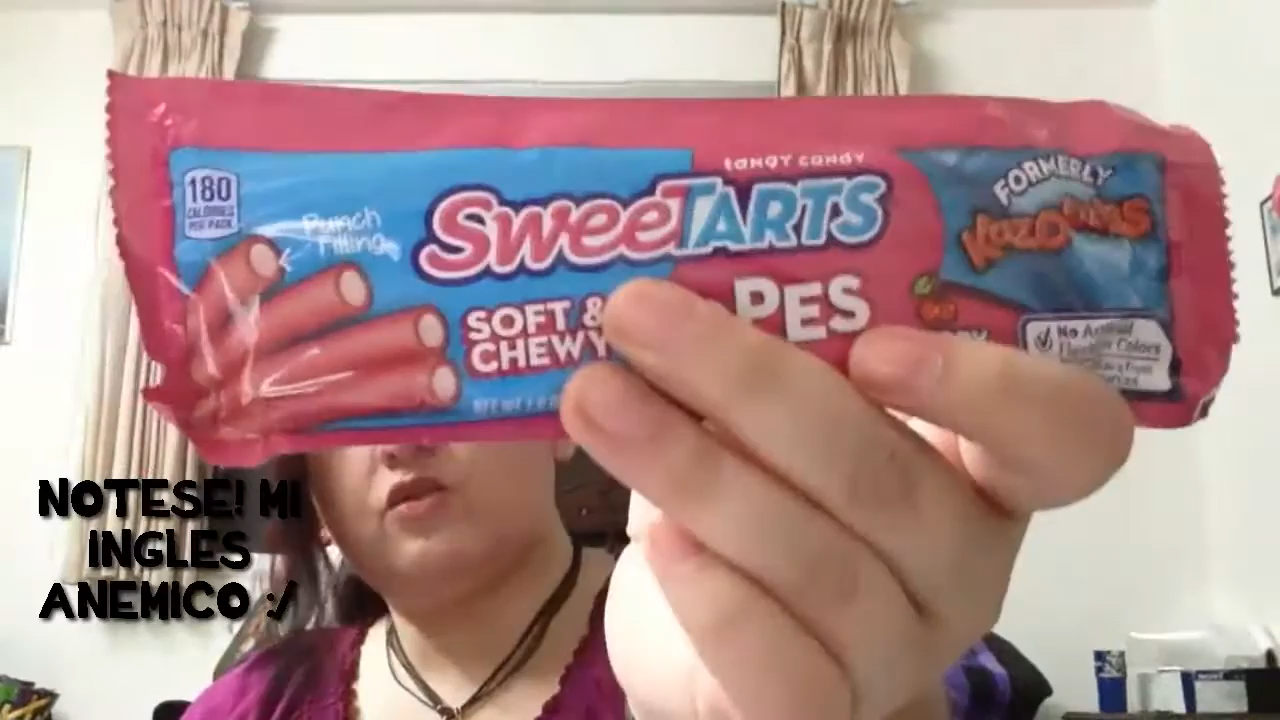 180
CALORIES
PER PACK
Punch
Filling
TANGY CANDY
SweeTARTS
SOFT &
CHEWY
PES
FORMERLY
Kazoozles
No Artificial
Flavors or Colors
NOTESE! MI
INGLES
ANEMICO :/